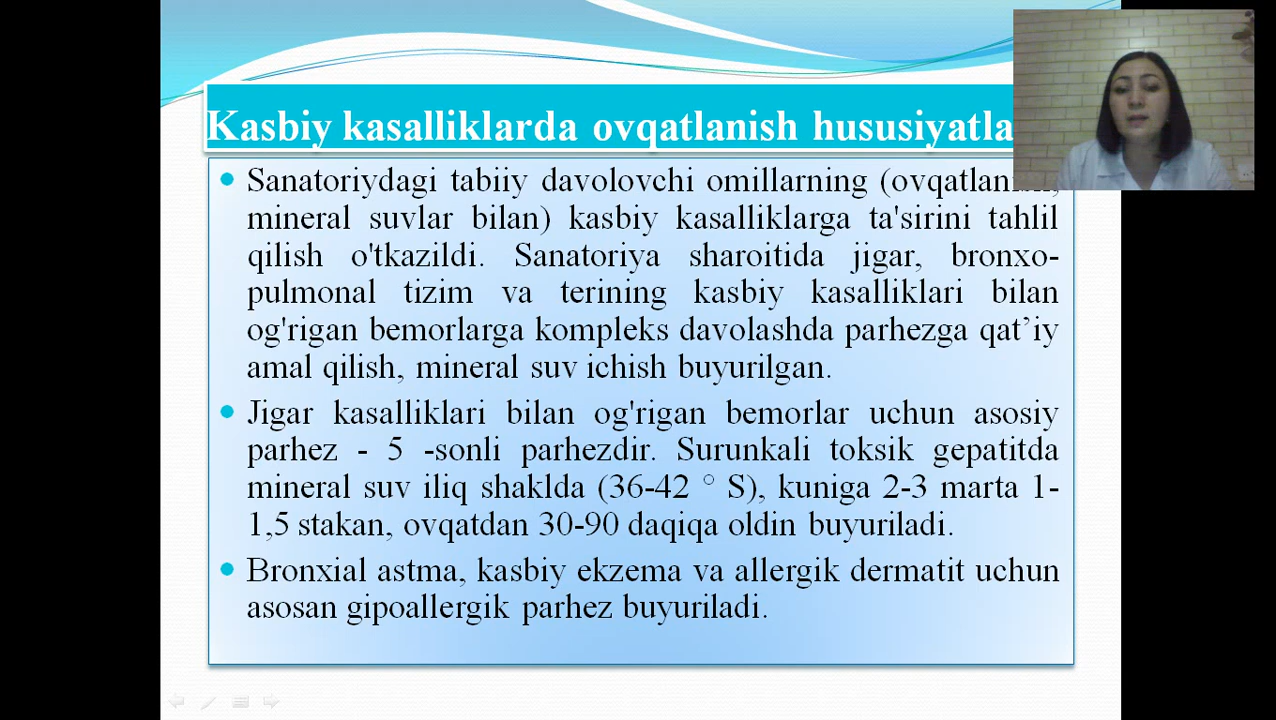 Kasbiy kasalliklarda ovqatlanish
Sanatoriydagi tabiiy davolovchi omillarning
mineral suvlar bilan) kasbiy kasalliklarga ta'sirini tahlil
qilish o'tkazildi. Sanatoriya sharoitida jigar, bronxo-
pulmonal tizim va terining kasbiy kasalliklari bilan
og'rigan bemorlarga kompleks davolashda parhezga qat’iy
amal qilish, mineral suv ichish buyurilgan.
Jigar kasalliklari bilan og'rigan bemorlar uchun asosiy
parhez - 5 -sonli parhezdir. Surunkali toksik gepatitda
mineral suv iliq shaklda (36-42 ° S), kuniga 2-3 marta 1-
1,5 stakan, ovqatdan 30-90 daqiqa oldin buyuriladi.
Bronxial astma, kasbiy ekzema va allergik dermatit uchun
asosan gipoallergik parhez buyuriladi.